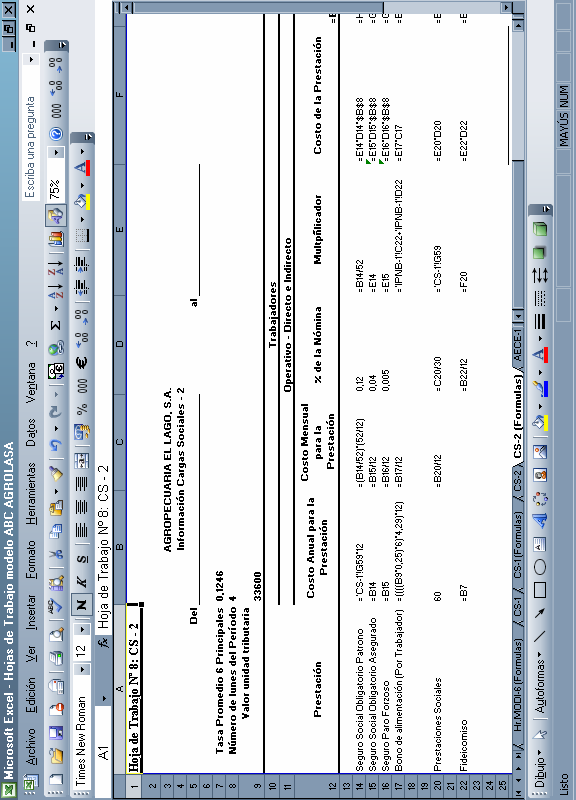 Microsoft Excel - Hojas de Trabajo modelo ABC AGROLASA
Archivo Edición Ver Insertar Formato Herramientas Datos Ventana ? Escriba una pregunta
Σ 75%
Times New Roman 12 N K S % 000 €
A1 fx Hoja de Trabajo Nº 8: CS - 2
A B C D E F
1 Hoja de Trabajo Nº 8: CS - 2
2
3 AGROPECUARIA EL LAGO, S.A.
4 Información Cargas Sociales - 2
5 Del al
6
7 Tasa Promedio 6 Principales 0,1246
8 Número de lunes del Período 4
9 Valor unidad tributaria 33600
10 Trabajadores
11 Operativo - Directo e Indirecto
12 Prestación Costo Anual para la Prestación Costo Mensual para la Prestación % de la Nómina Multpñlicador Costo de la Prestación
13
14 Seguro Social Obligatorio Patrono ='CS-1'!G59*12 =(B14/52)*(52/12) 0,12 =B14/52 =E14*D14*$B$8
15 Seguro Social Obligatorio Asegurado =B14 =B15/12 0,04 =E14 =E15*D15*$B$8
16 Seguro Paro Forzoso =B15 =B16/12 0,005 =E15 =E16*D16*$B$8
17 Bono de alimentación (Por Trabajador) =((((B9*0,25)*6)*4,29)*12) =B17/12 ='IPNB-1'!C22+'IPNB-1'!D22 =E17*C17
20 Prestaciones Sociales 60 =B20/12 =C20/30 ='CS-1'!G59 =E20*D20
21
22 Fideicomiso =B7 =B22/12 =F20 =E22*D22
23
24
25
Hr.MODI-6 (Formulas) CS-1 CS-1 (Formulas) CS-2 CS-2 (Formulas) AECE-1
Dibujo Autoformas
Listo MAYÚS NUM